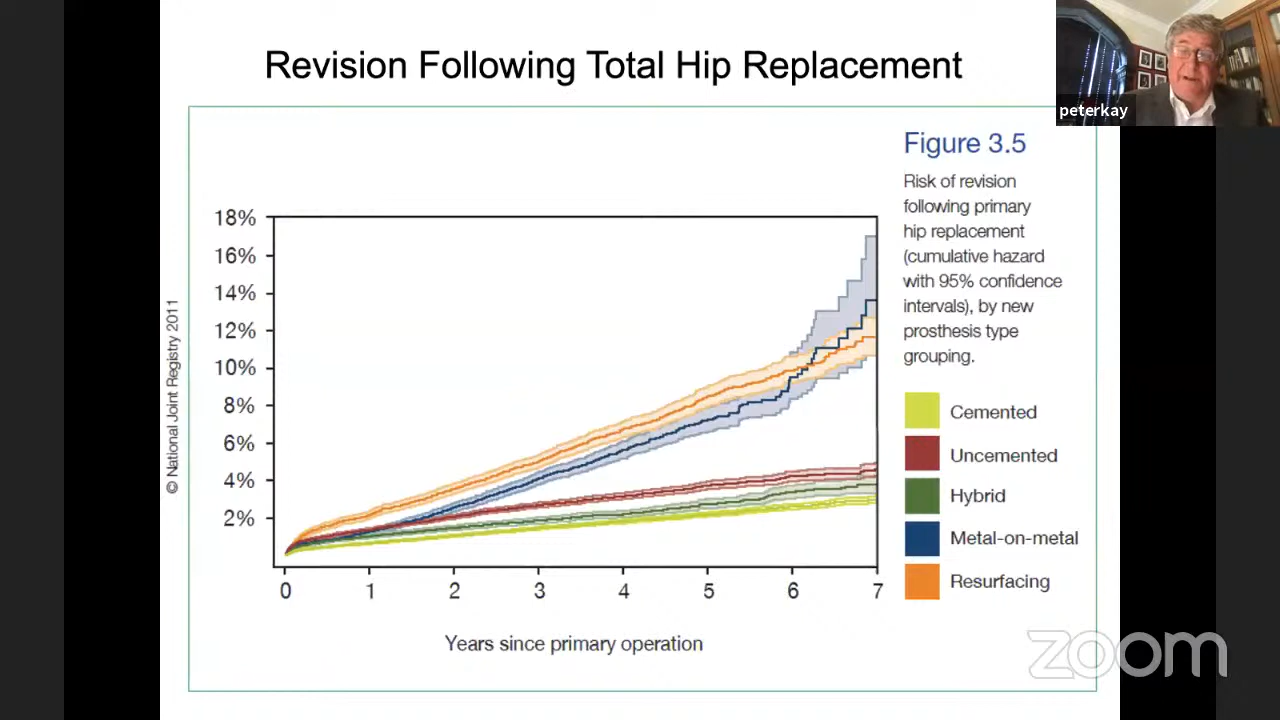 Revision Following Total Hip Replacement
peterkay
Figure 3.5
Risk of revision
following primary
hip replacement
(cumulative hazard
with 95% confidence
intervals), by new
prosthesis type
grouping.
18%
16%
14%
12%
10%
8%
6%
4%
2%
© National Joint Registry 2011
0 1 2 3 4 5 6 7
Years since primary operation
Cemented
Uncemented
Hybrid
Metal-on-metal
Resurfacing
zoom